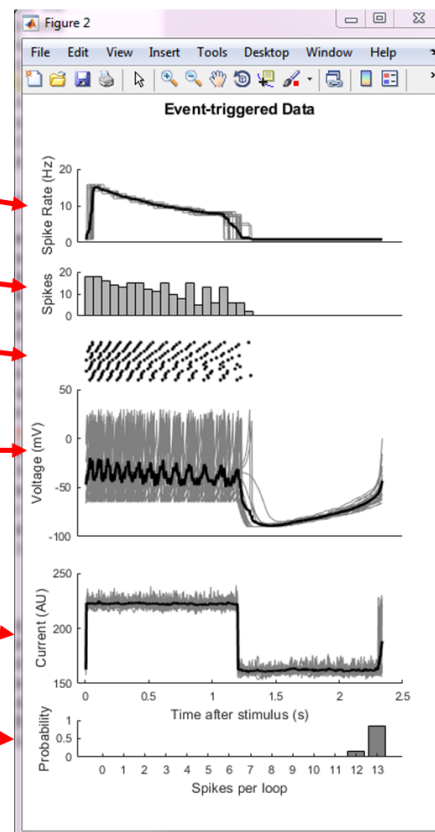 Figure 2
File Edit View Insert Tools Desktop Window Help
Event-triggered Data
Spike Rate (Hz)
20
10
0
Spikes
20
10
0
Voltage (mV)
50
0
-50
-100
Current (AU)
250
200
150
0 0.5 1 1.5 2 2.5
Time after stimulus (s)
Probability
1
0.5
0
0 1 2 3 4 5 6 7 8 9 10 11 12 13
Spikes per loop